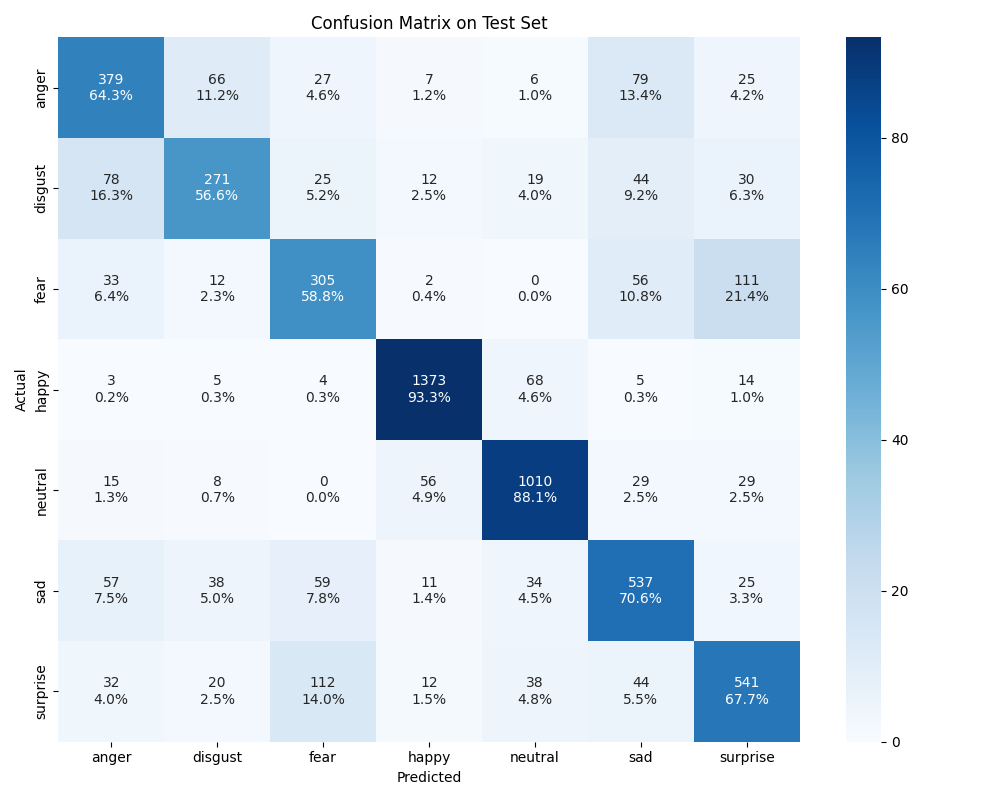 Confusion Matrix on Test Set
anger
379 66 27 7 6 79 25
64.3% 11.2% 4.6% 1.2% 1.0% 13.4% 4.2%
disgust
78 271 25 12 19 44 30
16.3% 56.6% 5.2% 2.5% 4.0% 9.2% 6.3%
fear
33 12 305 2 0 56 111
6.4% 2.3% 58.8% 0.4% 0.0% 10.8% 21.4%
Actual
happy
3 5 4 1373 68 5 14
0.2% 0.3% 0.3% 93.3% 4.6% 0.3% 1.0%
neutral
15 8 0 56 1010 29 29
1.3% 0.7% 0.0% 4.9% 88.1% 2.5% 2.5%
sad
57 38 59 11 34 537 25
7.5% 5.0% 7.8% 1.4% 4.5% 70.6% 3.3%
surprise
32 20 112 12 38 44 541
4.0% 2.5% 14.0% 1.5% 4.8% 5.5% 67.7%
anger disgust fear happy neutral sad surprise
Predicted
80
60
40
20
0